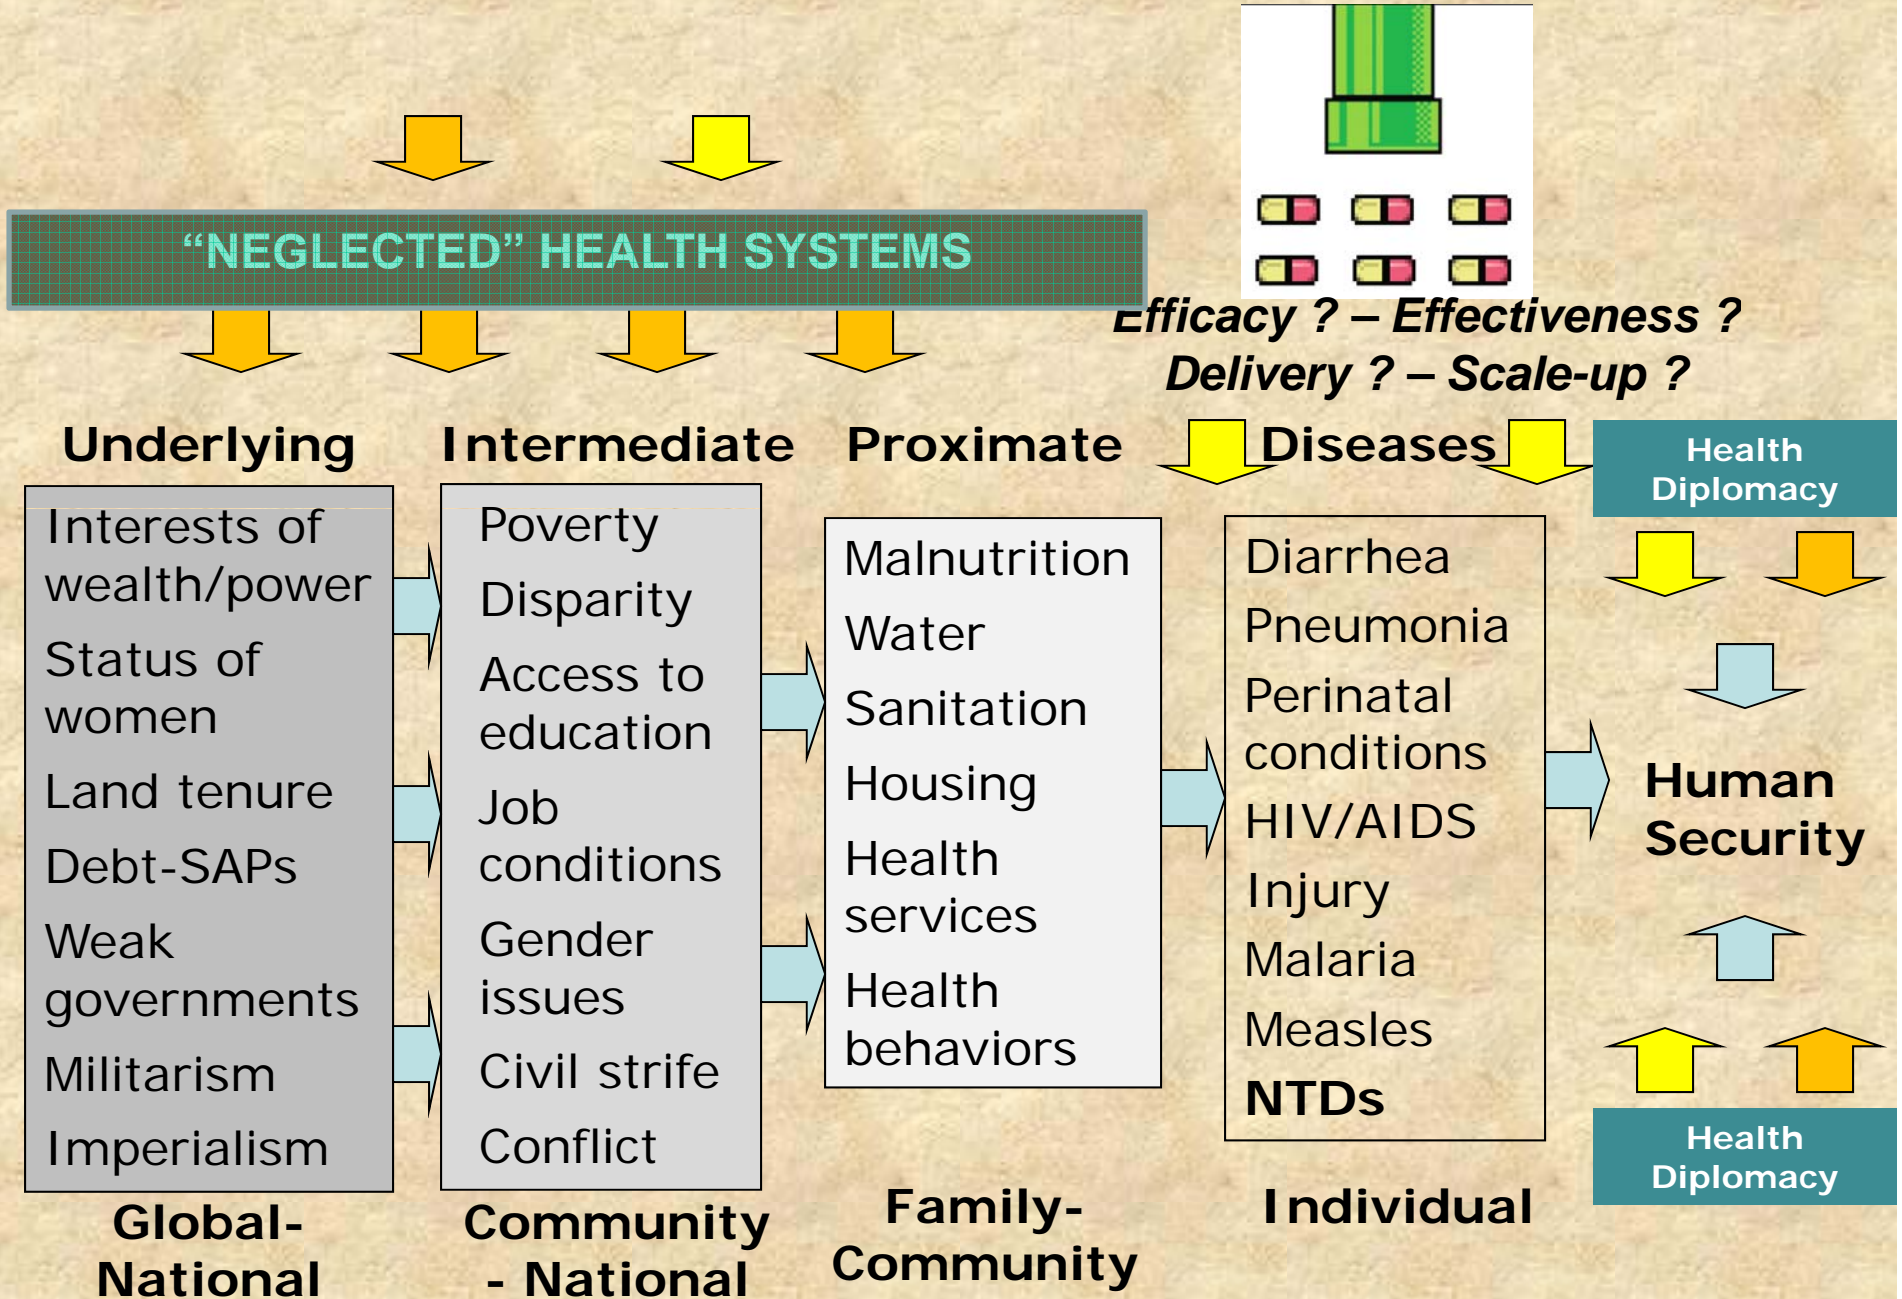 “NEGLECTED” HEALTH SYSTEMS
Efficacy ? – Effectiveness ?
Delivery ? – Scale-up ?
Underlying
Interests of
wealth/power
Status of
women
Land tenure
Debt-SAPs
Weak
governments
Militarism
Imperialism
Global-
National
Intermediate
Poverty
Disparity
Access to
education
Job
conditions
Gender
issues
Civil strife
Conflict
Community
- National
Proximate
Malnutrition
Water
Sanitation
Housing
Health
services
Health
behaviors
Family-
Community
Diseases
Diarrhea
Pneumonia
Perinatal
conditions
HIV/AIDS
Injury
Malaria
Measles
NTDs
Individual
Health
Diplomacy
Human
Security
Health
Diplomacy